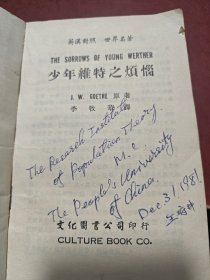 英漢對照 世界名著
THE SORROWS OF YOUNG WERTHER
少年維特之煩惱
J. W. GOETHE 原著
李牧華 譯
The Research Institute
of Population Theory,
The People's University
of China.
Dec. 31 1981
文化圖書公司印行
CULTURE BOOK CO.